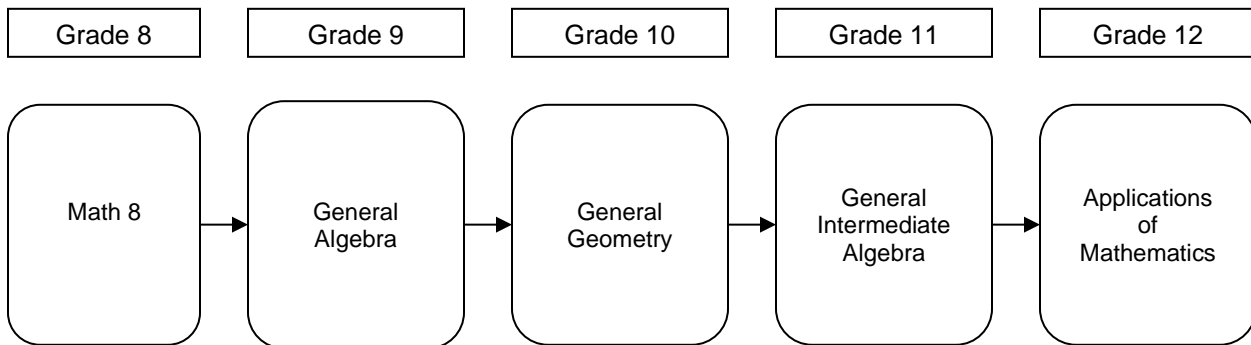 Grade 8
Grade 9
Grade 10
Grade 11
Grade 12
Math 8
General
Algebra
General
Geometry
General
Intermediate
Algebra
Applications
of
Mathematics